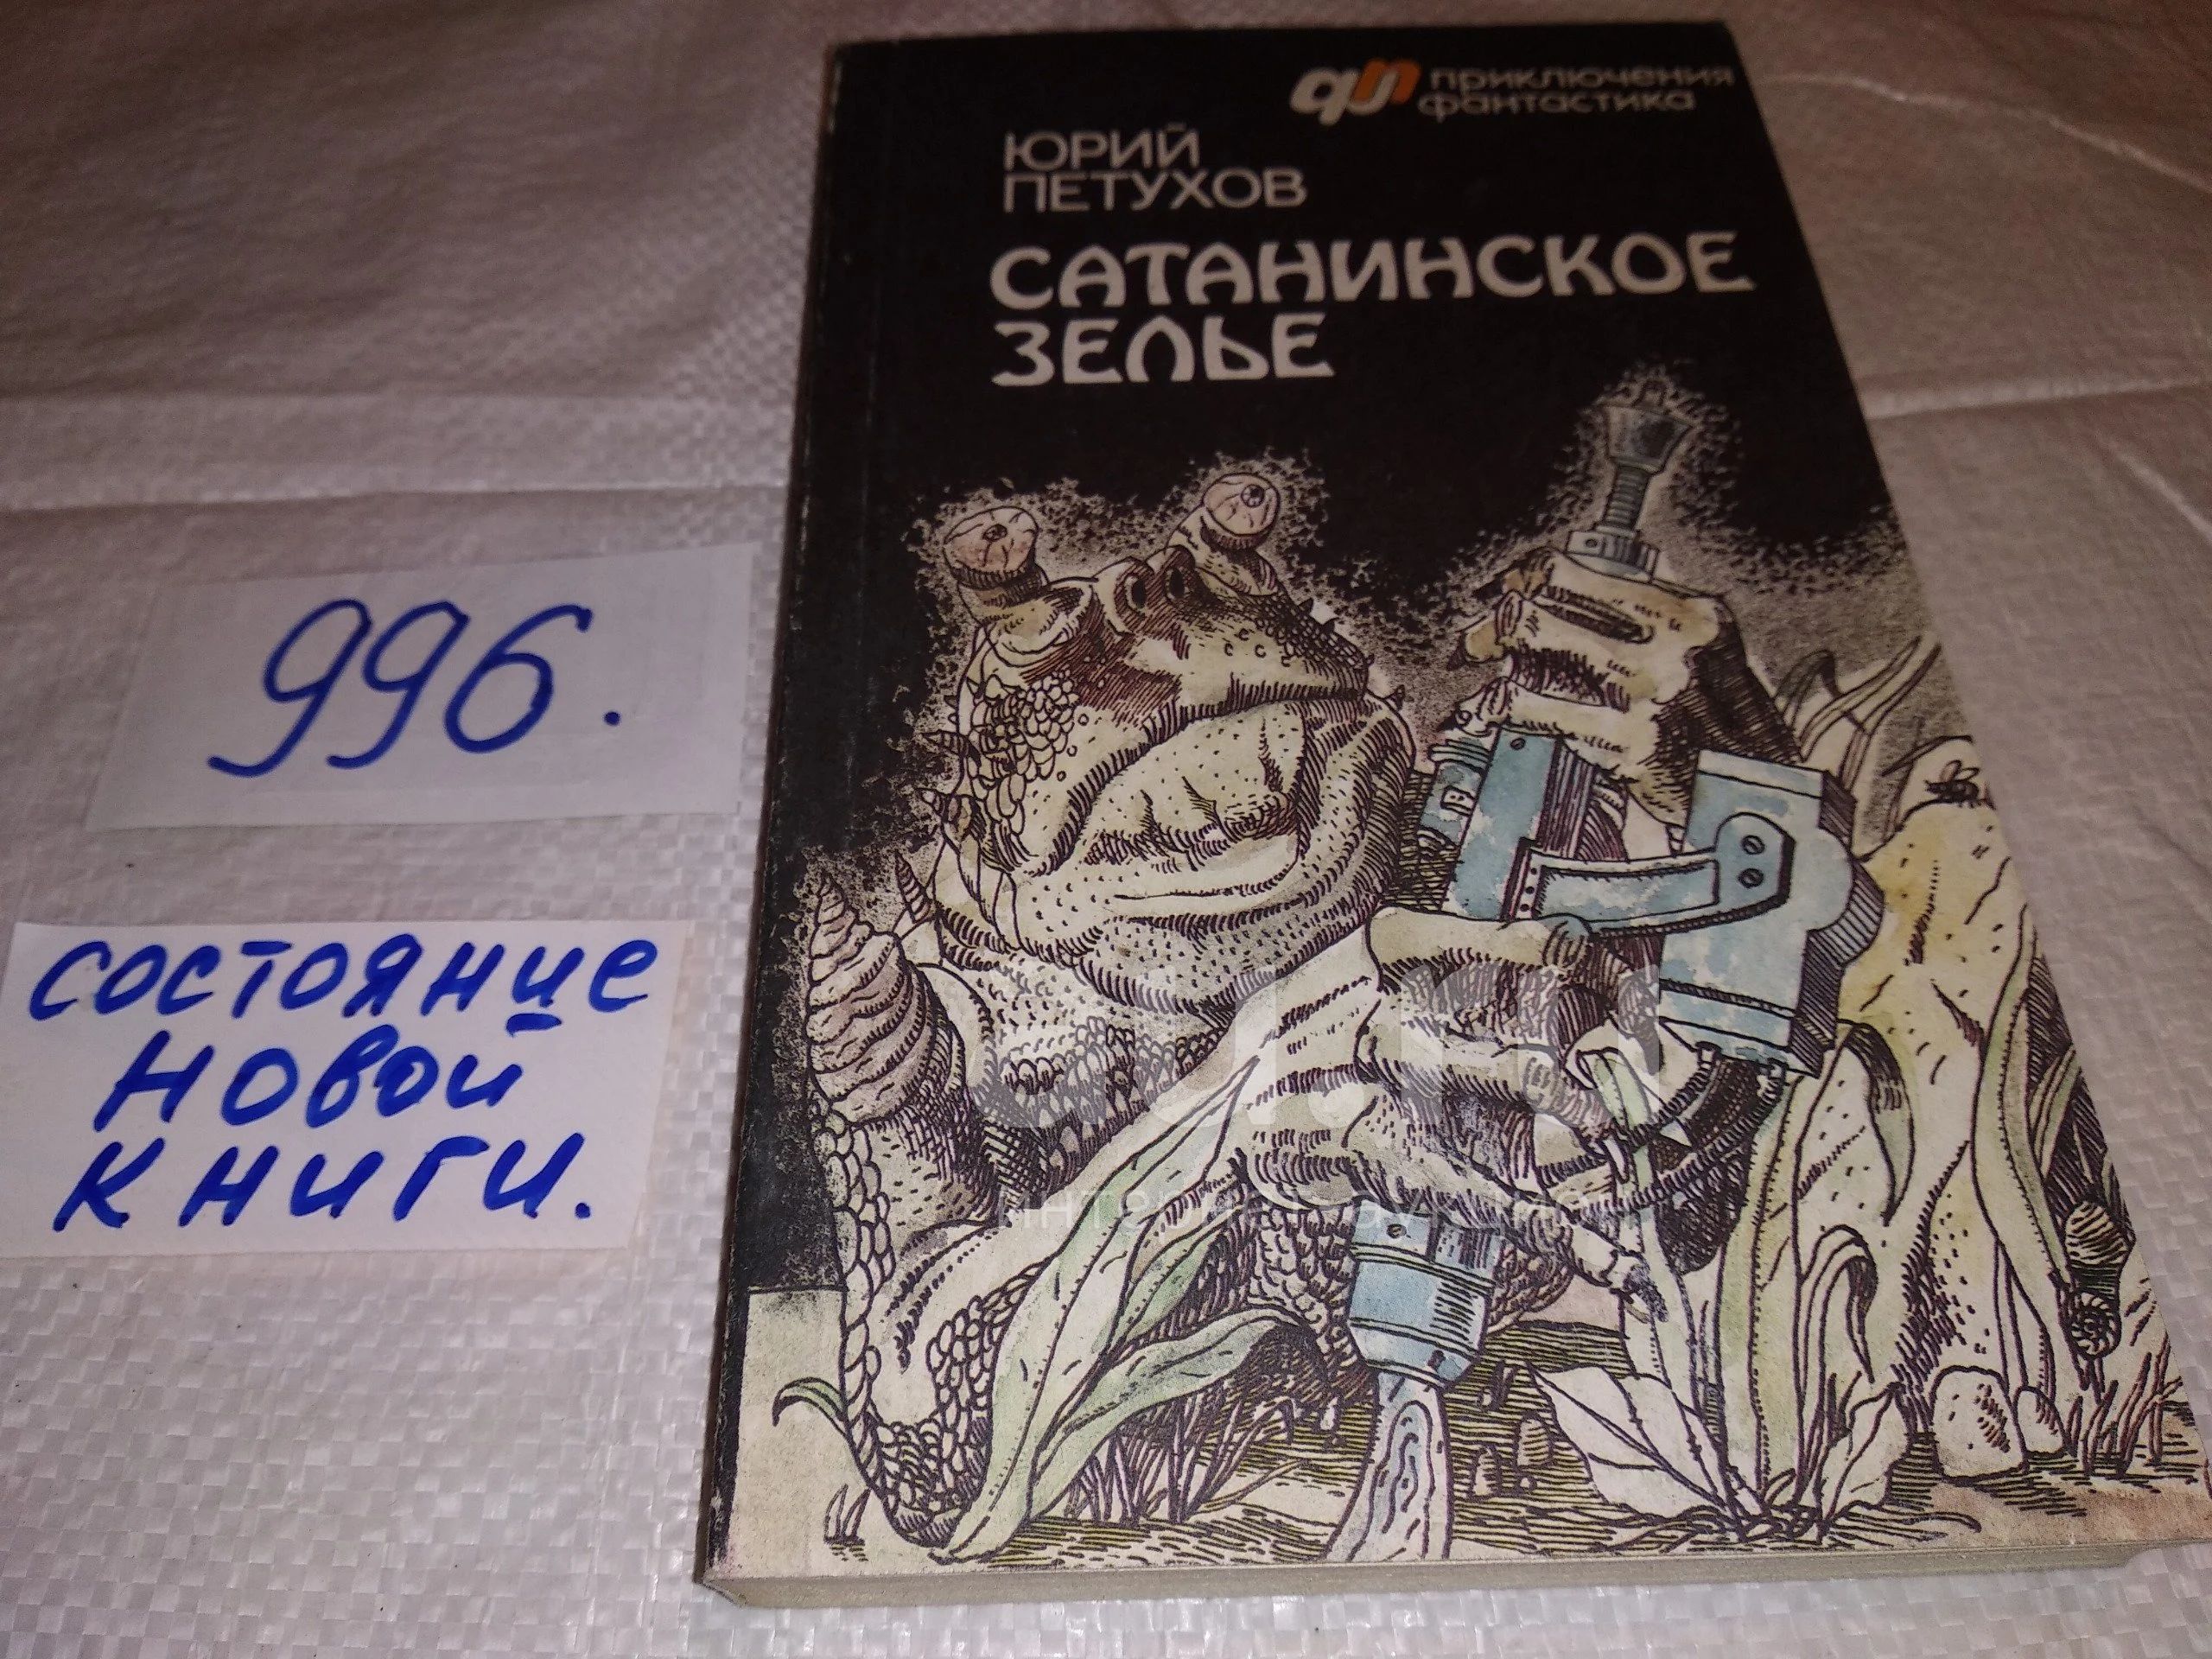 приключения
фантастика
ЮРИЙ
ПЕТУХОВ
САТАНИНСКОЕ
ЗЕЛЬЕ
996.
состояние
новой
книги.